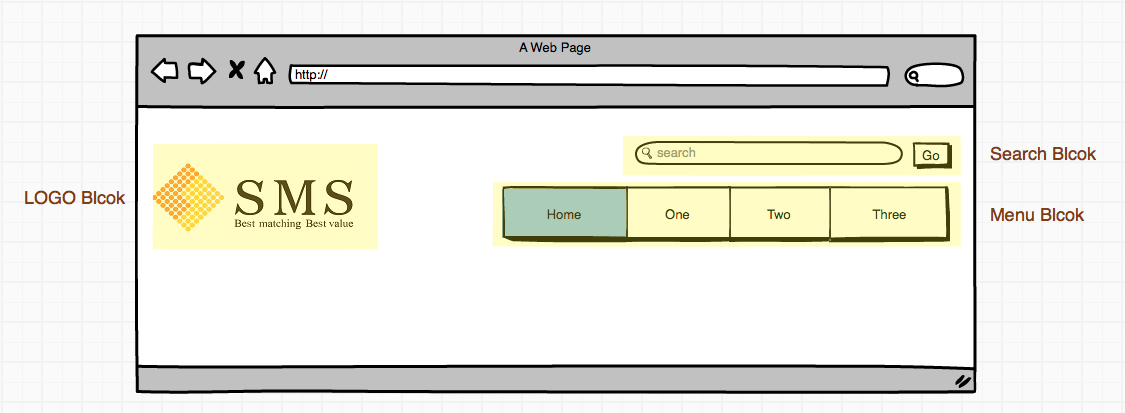 A Web Page
http://
search
Go
Search Blcok
LOGO Blcok
SMS
Best matching Best value
Home
One
Two
Three
Menu Blcok